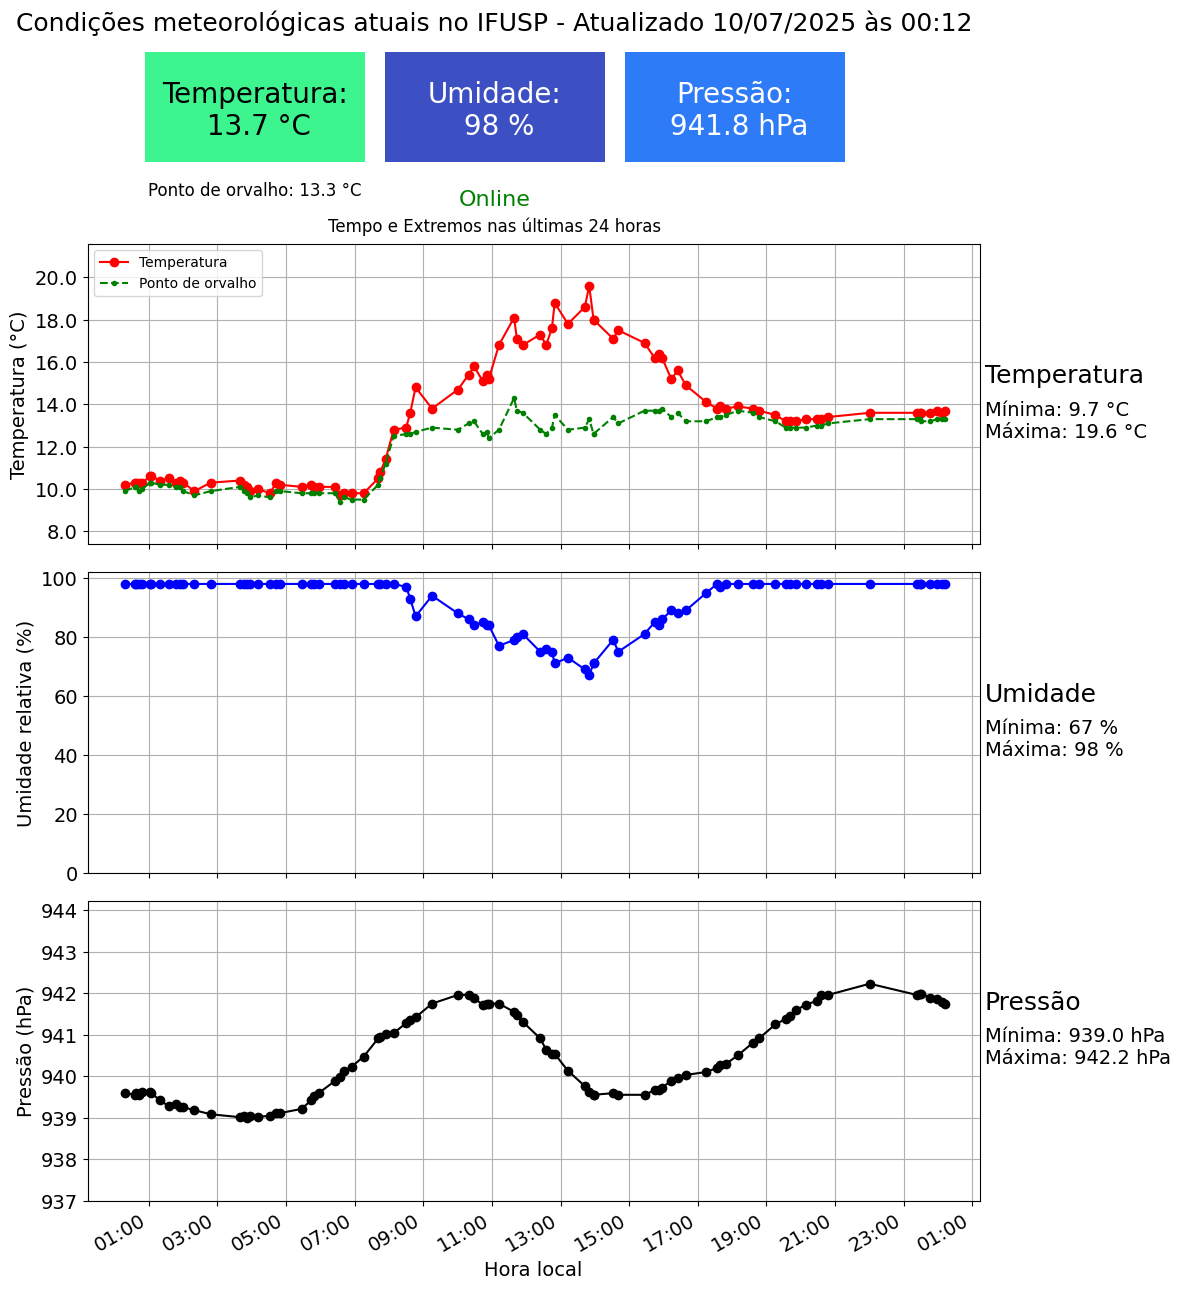 Condições meteorológicas atuais no IFUSP - Atualizado 10/07/2025 às 00:12
Temperatura:
13.7 °C
Umidade:
98 %
Pressão:
941.8 hPa
Ponto de orvalho: 13.3 °C
Online
Tempo e Extremos nas últimas 24 horas
Temperatura
Ponto de orvalho
Temperatura (°C)
20.0
18.0
16.0
14.0
12.0
10.0
8.0
Temperatura
Mínima: 9.7 °C
Máxima: 19.6 °C
Umidade relativa (%)
100
80
60
40
20
0
Umidade
Mínima: 67 %
Máxima: 98 %
Pressão (hPa)
944
943
942
941
940
939
938
937
Pressão
Mínima: 939.0 hPa
Máxima: 942.2 hPa
01:00 03:00 05:00 07:00 09:00 11:00 13:00 15:00 17:00 19:00 21:00 23:00 01:00
Hora local